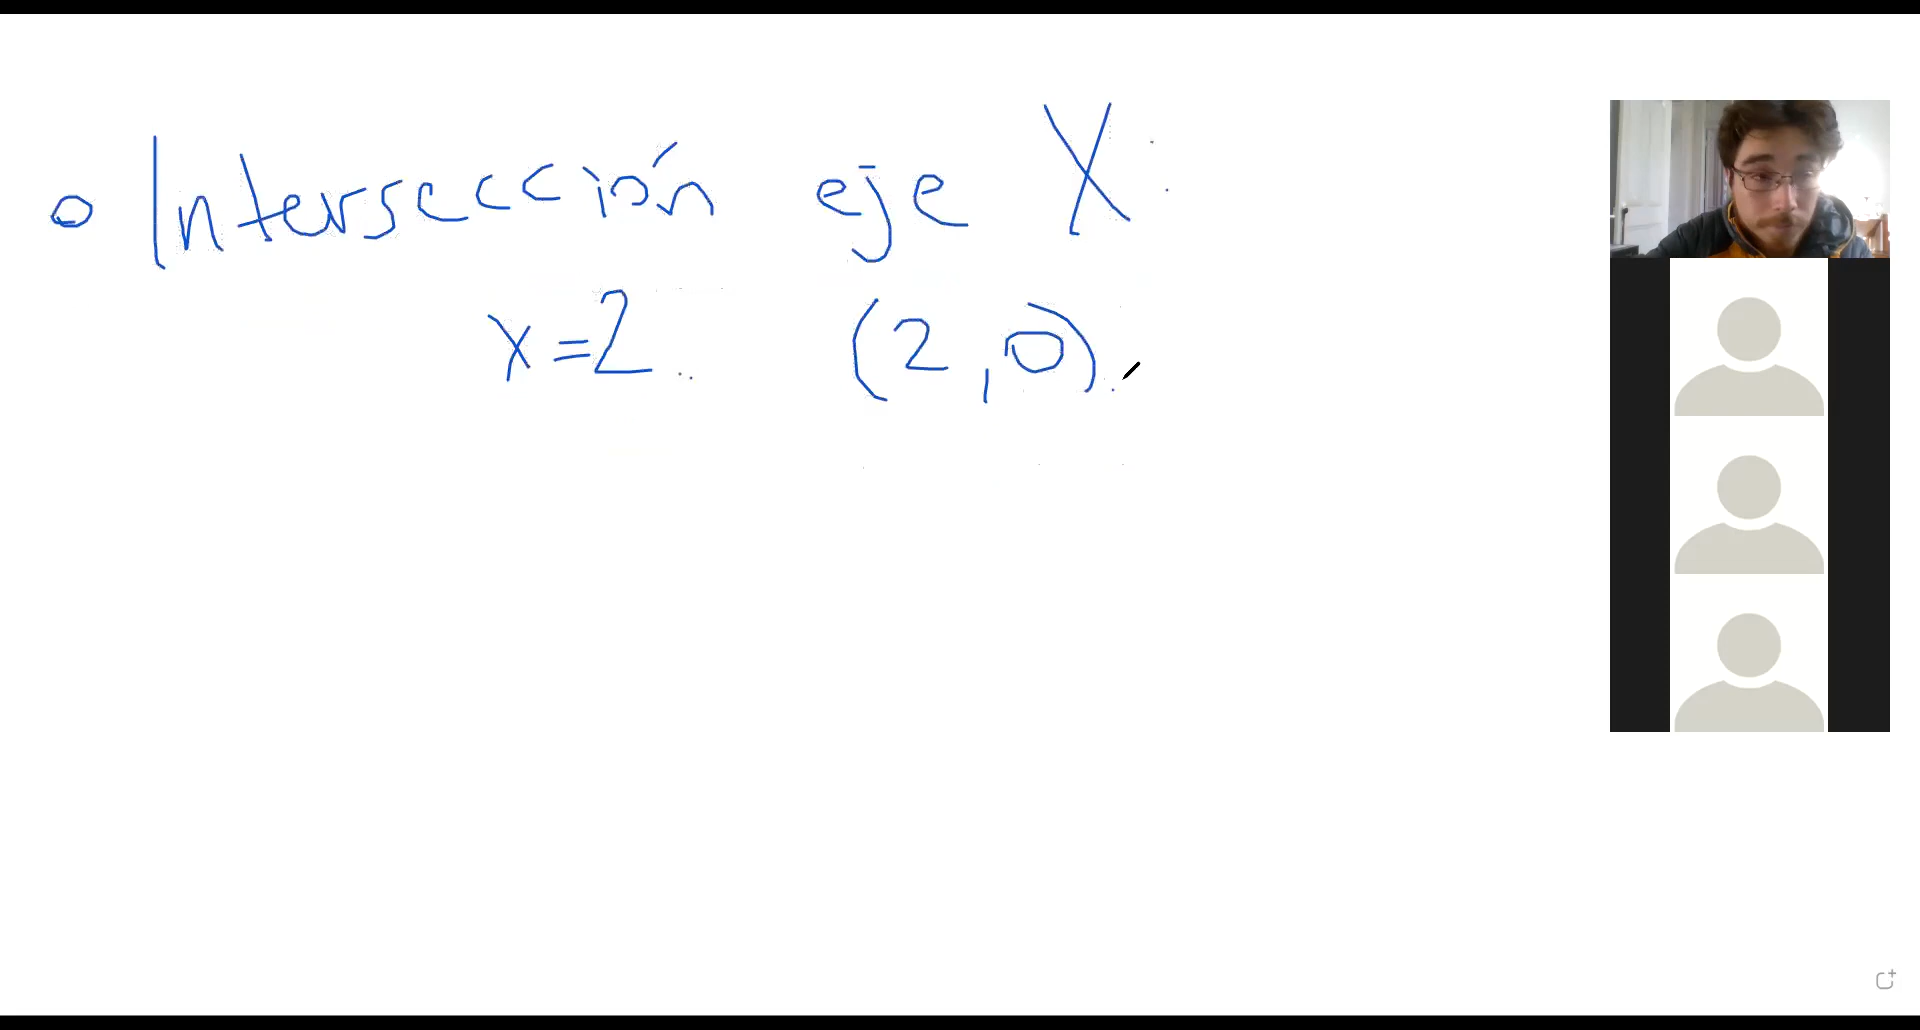 o Intersección eje X:
x=2 (2,0).